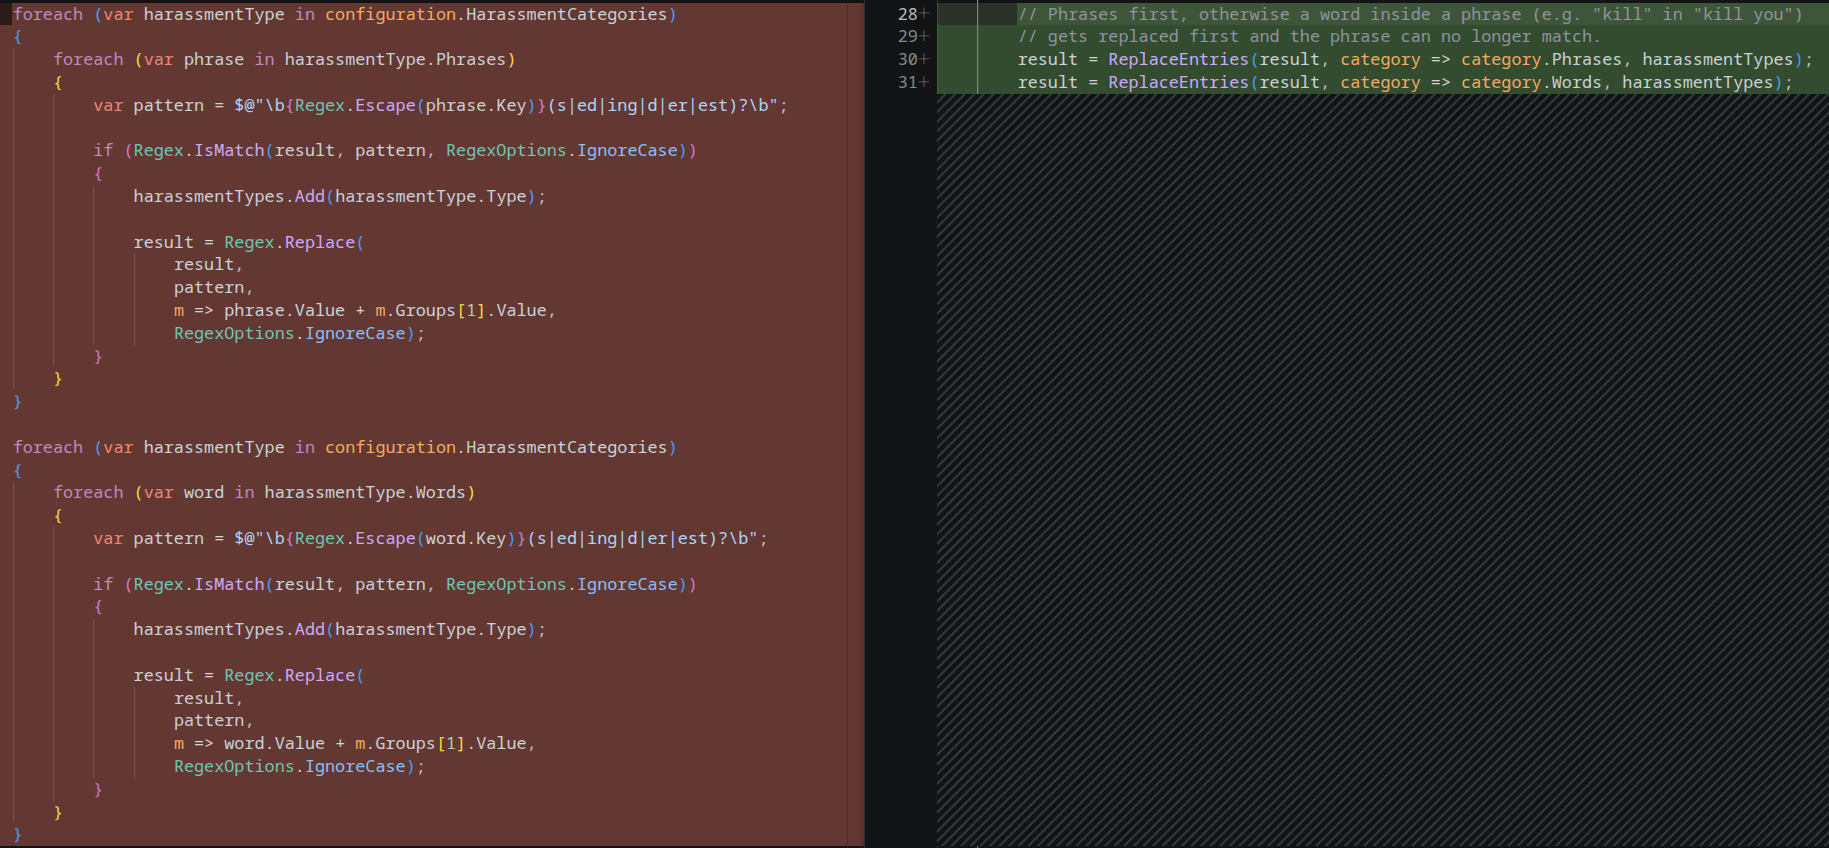 foreach (var harassmentType in configuration.HarassmentCategories)
{
    foreach (var phrase in harassmentType.Phrases)
    {
        var pattern = $@"\b{Regex.Escape(phrase.Key)}(s|ed|ing|d|er|est)?\b";

        if (Regex.IsMatch(result, pattern, RegexOptions.IgnoreCase))
        {
            harassmentTypes.Add(harassmentType.Type);

            result = Regex.Replace(
                result,
                pattern,
                m => phrase.Value + m.Groups[1].Value,
                RegexOptions.IgnoreCase);
        }
    }
}

foreach (var harassmentType in configuration.HarassmentCategories)
{
    foreach (var word in harassmentType.Words)
    {
        var pattern = $@"\b{Regex.Escape(word.Key)}(s|ed|ing|d|er|est)?\b";

        if (Regex.IsMatch(result, pattern, RegexOptions.IgnoreCase))
        {
            harassmentTypes.Add(harassmentType.Type);

            result = Regex.Replace(
                result,
                pattern,
                m => word.Value + m.Groups[1].Value,
                RegexOptions.IgnoreCase);
        }
    }
}
28+ // Phrases first, otherwise a word inside a phrase (e.g. "kill" in "kill you")
29+ // gets replaced first and the phrase can no longer match.
30+ result = ReplaceEntries(result, category => category.Phrases, harassmentTypes);
31+ result = ReplaceEntries(result, category => category.Words, harassmentTypes);